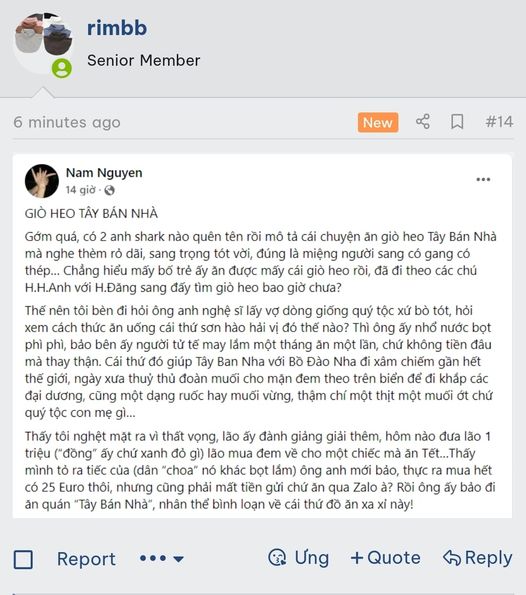 rimbb
Senior Member
6 minutes ago
New
#14
Nam Nguyen
14 giờ ·
GIÒ HEO TÂY BÁN NHÀ
Gớm quá, có 2 anh shark nào quên tên rồi mô tả cái chuyện ăn giò heo Tây Bán Nhà
mà nghe thèm rỏ dãi, sang trọng tót vời, đúng là miệng người sang có gang có
thép... Chẳng hiểu mấy bố trẻ ấy ăn được mấy cái giò heo rồi, đã đi theo các chú
H.H.Anh với H.Đăng sang đấy tìm giò heo bao giờ chưa?
Thế nên tôi bèn đi hỏi ông anh nghệ sĩ lấy vợ dòng giống quý tộc xứ bò tót, hỏi
xem cách thức ăn uống cái thứ sơn hào hải vị đó thế nào? Thì ông ấy nhổ nước bọt
phì phì, bảo bên ấy người tử tế may lắm một tháng ăn một lần, chứ không tiền đâu
mà thay thận. Cái thứ đó giúp Tây Ban Nha với Bồ Đào Nha đi xâm chiếm gần hết
thế giới, ngày xưa thuỷ thủ đoàn muối cho mặn đem theo trên biển để đi khắp các
đại dương, cũng một dạng ruốc hay muối vừng, thậm chí một thịt một muối ớt chứ
quý tộc con mẹ gì...
Thấy tôi nghệt mặt ra vì thất vọng, lão ấy đành giảng giải thêm, hôm nào đưa lão 1
triệu ("đồng" ấy chứ xanh đỏ gì) lão mua đem về cho một chiếc mà ăn Tết...Thấy
mình tỏ ra tiếc của (dân "choa" nó khác bọt lắm) ông anh mới bảo, thực ra mua hết
có 25 Euro thôi, nhưng cũng phải mất tiền gửi chứ ăn qua Zalo à? Rồi ông ấy bảo đi
ăn quán "Tây Bán Nhà", nhân thể bình loạn về cái thứ đồ ăn xa xỉ này!
Report
Ưng
+Quote
Reply